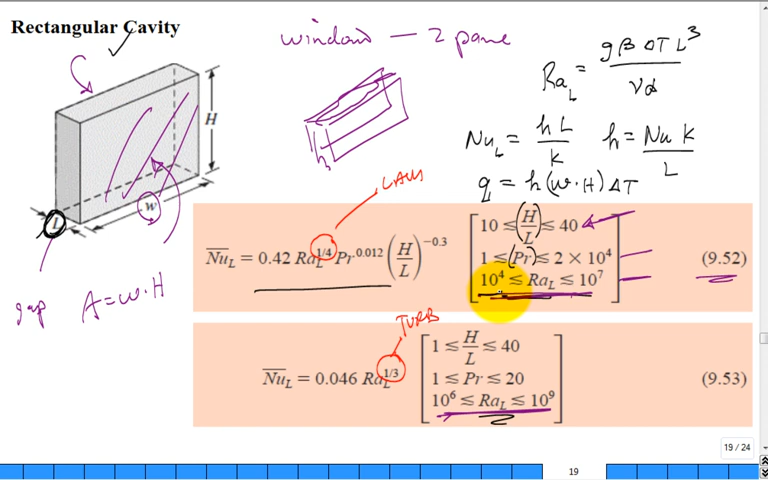 Rectangular Cavity
window — 2 pane
Ra_L = gβΔTL³ / να
H
Nu_L = hL / k    h = Nu k / L
q = h(W·H)ΔT
LAM
w
L
gap
A = w·H
N̅u̅_L = 0.42 Ra_L^{1/4} Pr^{0.012} (H/L)^{−0.3}
10 ≤ H/L ≤ 40
1 ≤ Pr ≤ 2 × 10⁴
10⁴ ≤ Ra_L ≤ 10⁷
(9.52)
TURB
N̅u̅_L = 0.046 Ra_L^{1/3}
1 ≤ H/L ≤ 40
1 ≤ Pr ≤ 20
10⁶ ≤ Ra_L ≤ 10⁹
(9.53)
19 / 24
19